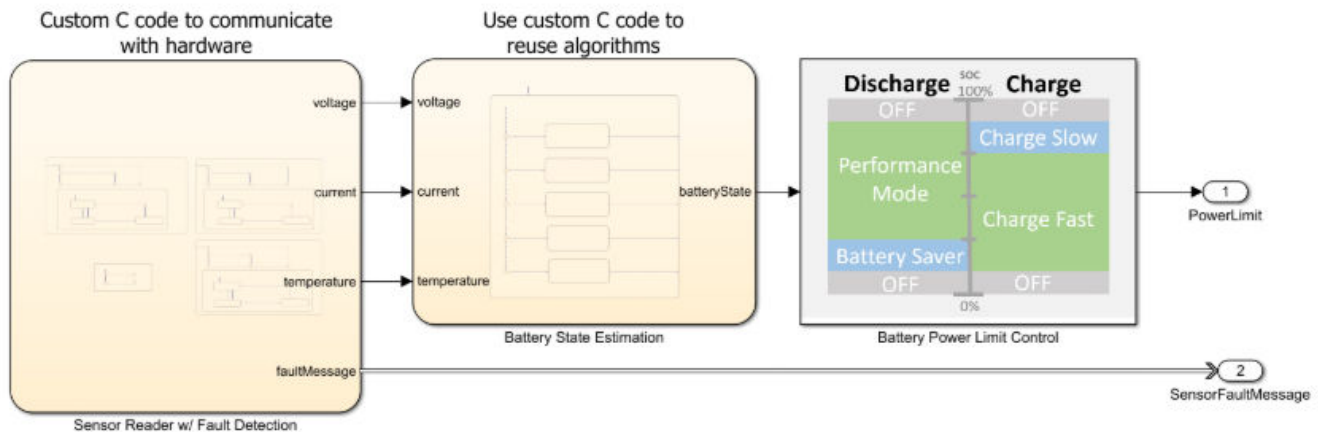 Custom C code to communicate
with hardware
Use custom C code to
reuse algorithms
voltage
current
temperature
faultMessage
Sensor Reader w/ Fault Detection
voltage
current
temperature
batteryState
Battery State Estimation
Discharge
soc
100%
Charge
OFF
OFF
Charge Slow
Performance
Mode
Charge Fast
Battery Saver
OFF
OFF
0%
Battery Power Limit Control
1
PowerLimit
2
SensorFaultMessage